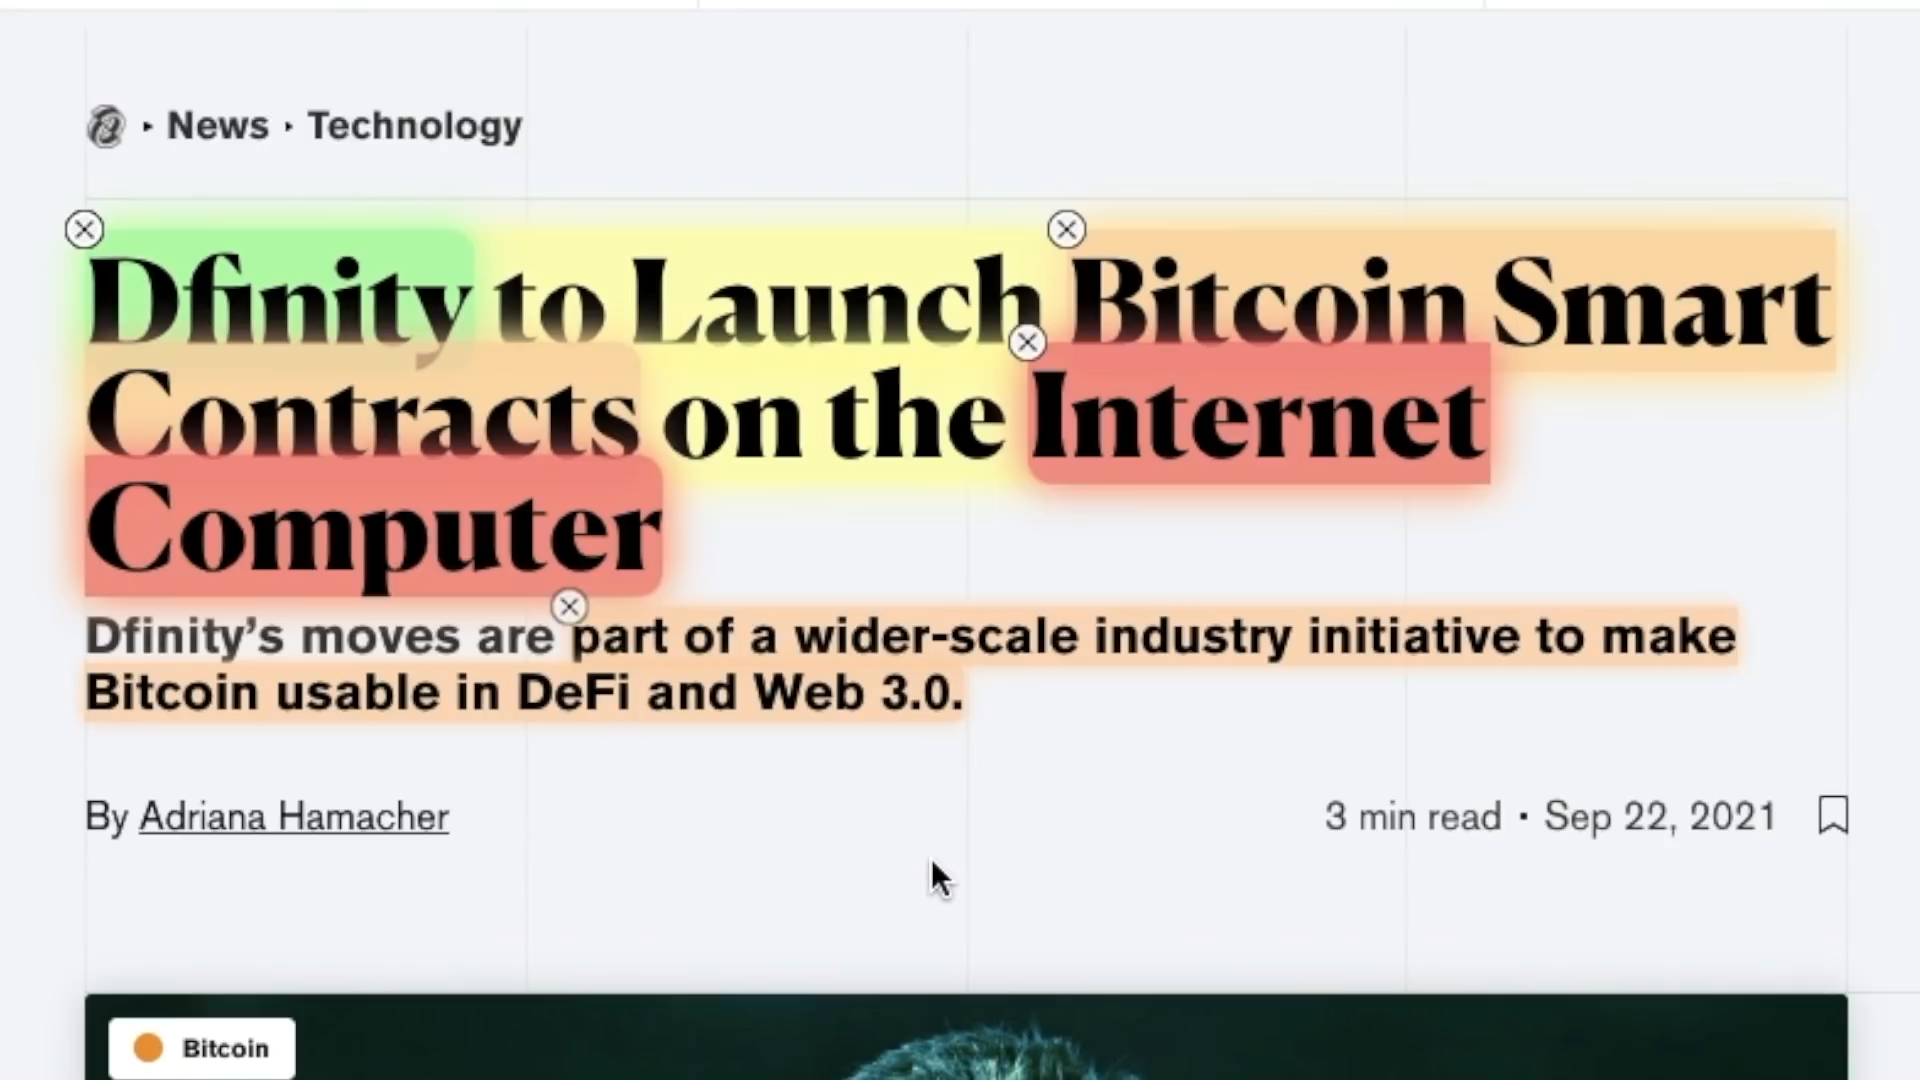 News ‣ Technology
Dfinity to Launch Bitcoin Smart
Contracts on the Internet
Computer
Dfinity’s moves are part of a wider-scale industry initiative to make
Bitcoin usable in DeFi and Web 3.0.
By Adriana Hamacher
3 min read • Sep 22, 2021
Bitcoin